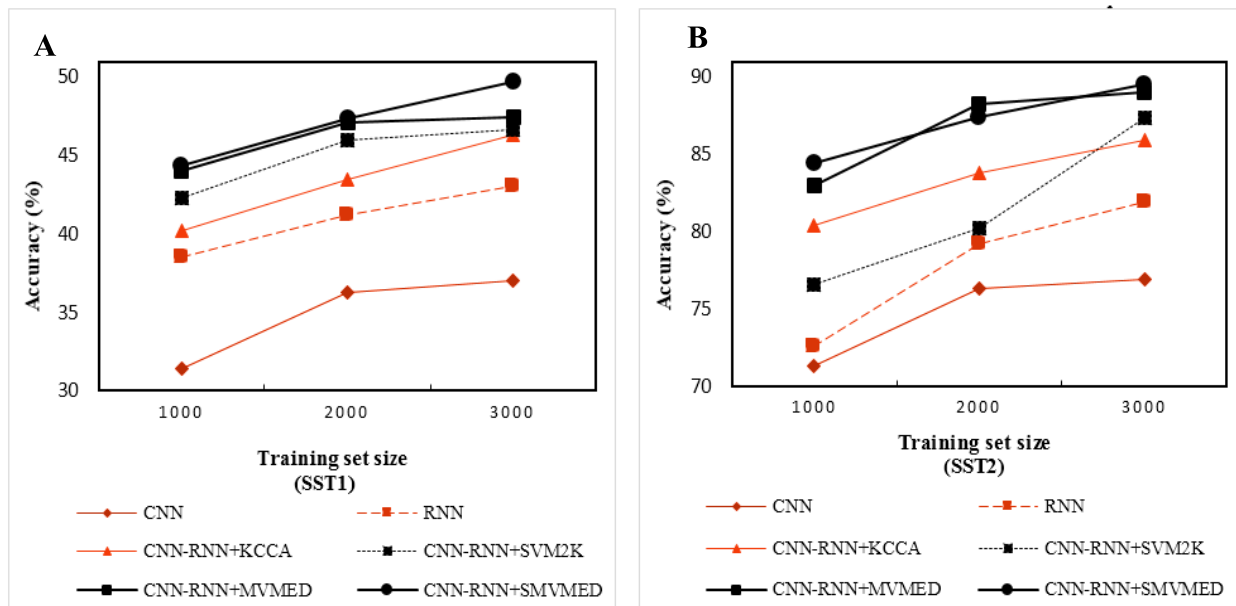 A
50
45
40
35
30
Accuracy (%)
1000 2000 3000
Training set size
(SST1)
CNN
RNN
CNN-RNN+KCCA
CNN-RNN+SVM2K
CNN-RNN+MVMED
CNN-RNN+SMVMED
B
90
85
80
75
70
Accuracy (%)
1000 2000 3000
Training set size
(SST2)
CNN
RNN
CNN-RNN+KCCA
CNN-RNN+SVM2K
CNN-RNN+MVMED
CNN-RNN+SMVMED